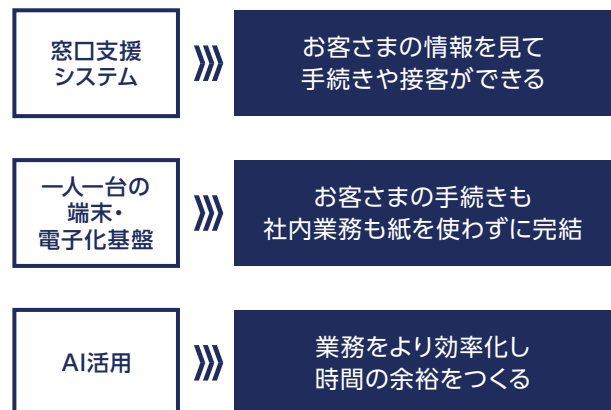 窓口支援
システム
お客さまの情報を見て
手続きや接客ができる
一人一台の
端末・
電子化基盤
お客さまの手続きも
社内業務も紙を使わずに完結
AI活用
業務をより効率化し
時間の余裕をつくる